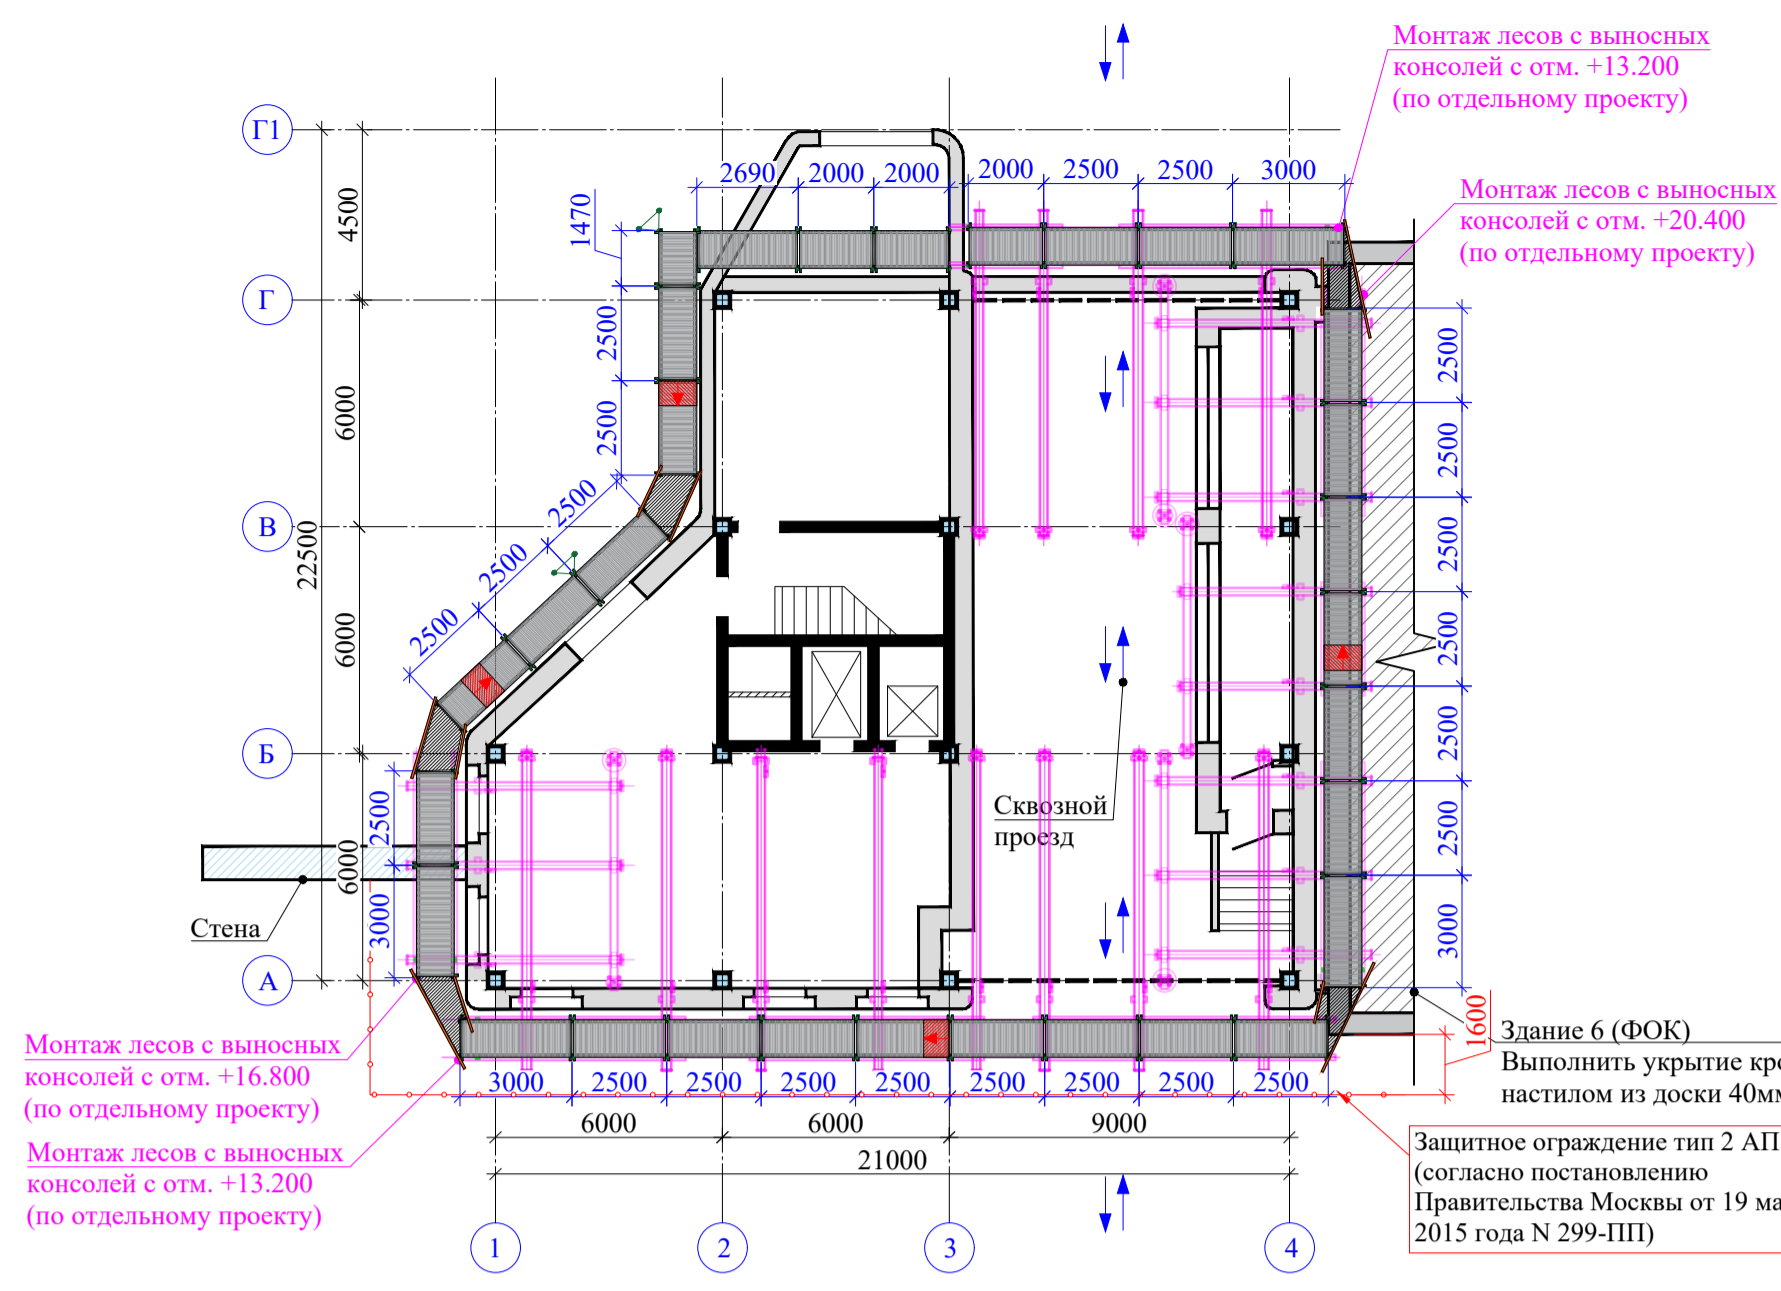 Монтаж лесов с выносных
консолей с отм. +13.200
(по отдельному проекту)
Монтаж лесов с выносных
консолей с отм. +20.400
(по отдельному проекту)
Г1
Г
В
Б
А
4500
6000
6000
6000
22500
1470
2500
2500
2690
2000
2000
2000
2500
2500
3000
2500
2500
2500
2500
3000
2500
2500
2500
2500
2500
2500
3000
Сквозной
проезд
Стена
Монтаж лесов с выносных
консолей с отм. +16.800
(по отдельному проекту)
Монтаж лесов с выносных
консолей с отм. +13.200
(по отдельному проекту)
1600
Здание 6 (ФОК)
Выполнить укрытие кро
настилом из доски 40мм
3000
2500
2500
2500
2500
2500
2500
2500
2500
6000
6000
9000
21000
Защитное ограждение тип 2 АП
(согласно постановлению
Правительства Москвы от 19 ма
2015 года N 299-ПП)
1
2
3
4